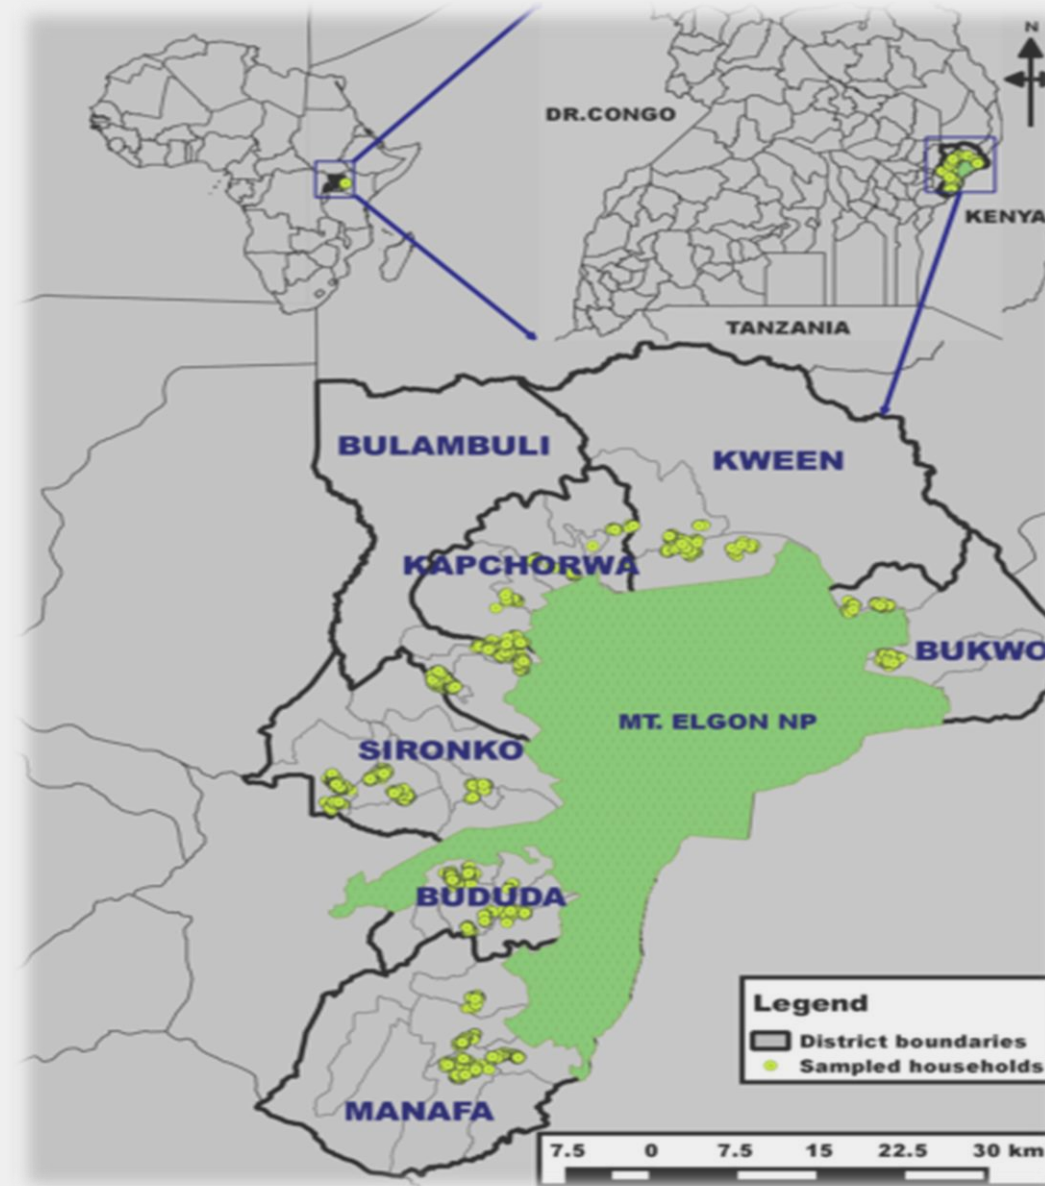 N
DR.CONGO
KENYA
TANZANIA
BULAMBULI
KWEEN
KAPCHORWA
BUKWO
MT. ELGON NP
SIRONKO
BUDUDA
MANAFA
Legend
District boundaries
Sampled households
7.5 0 7.5 15 22.5 30 km